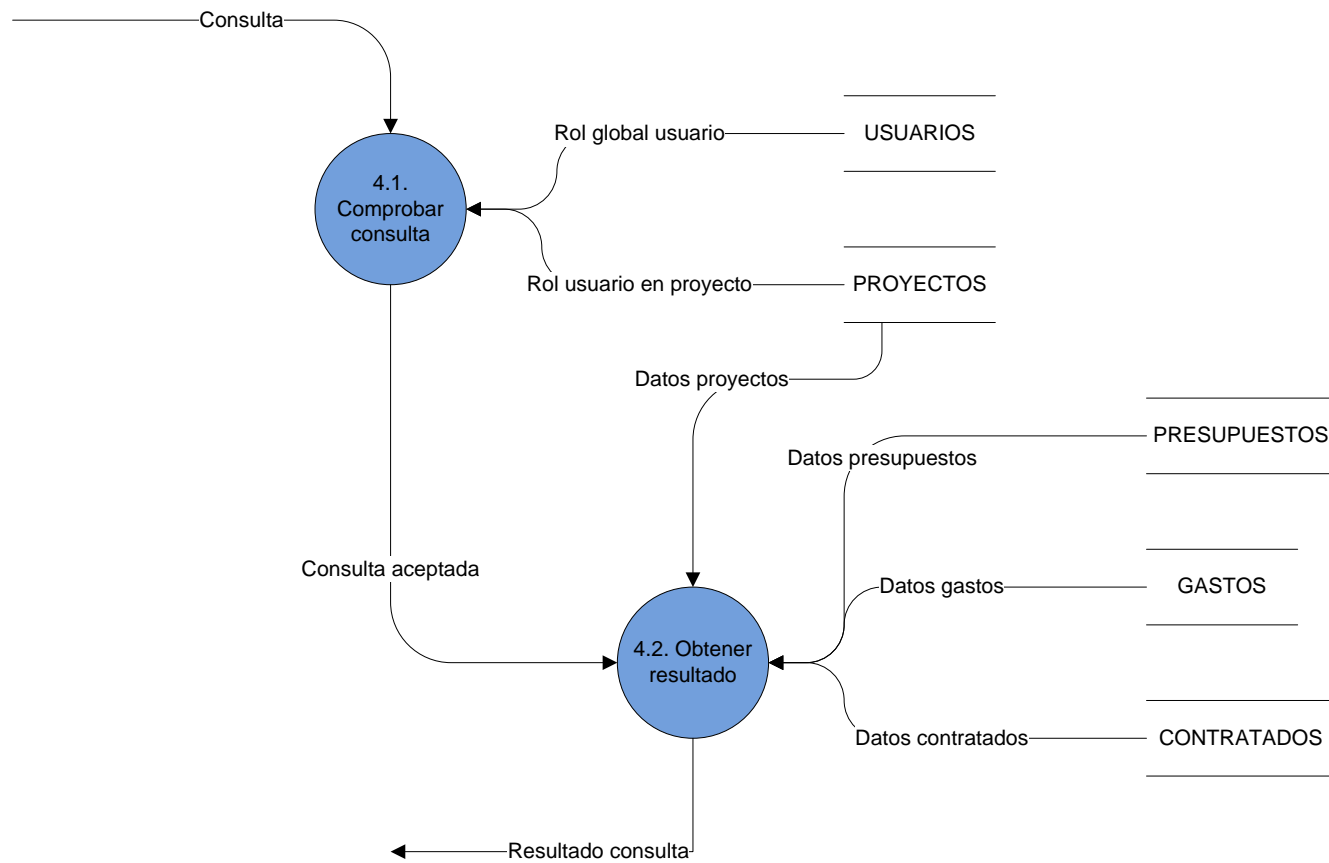 Consulta
Rol global usuario
USUARIOS
4.1.
Comprobar
consulta
Rol usuario en proyecto
PROYECTOS
Datos proyectos
PRESUPUESTOS
Datos presupuestos
Consulta aceptada
Datos gastos
GASTOS
4.2. Obtener
resultado
Datos contratados
CONTRATADOS
Resultado consulta